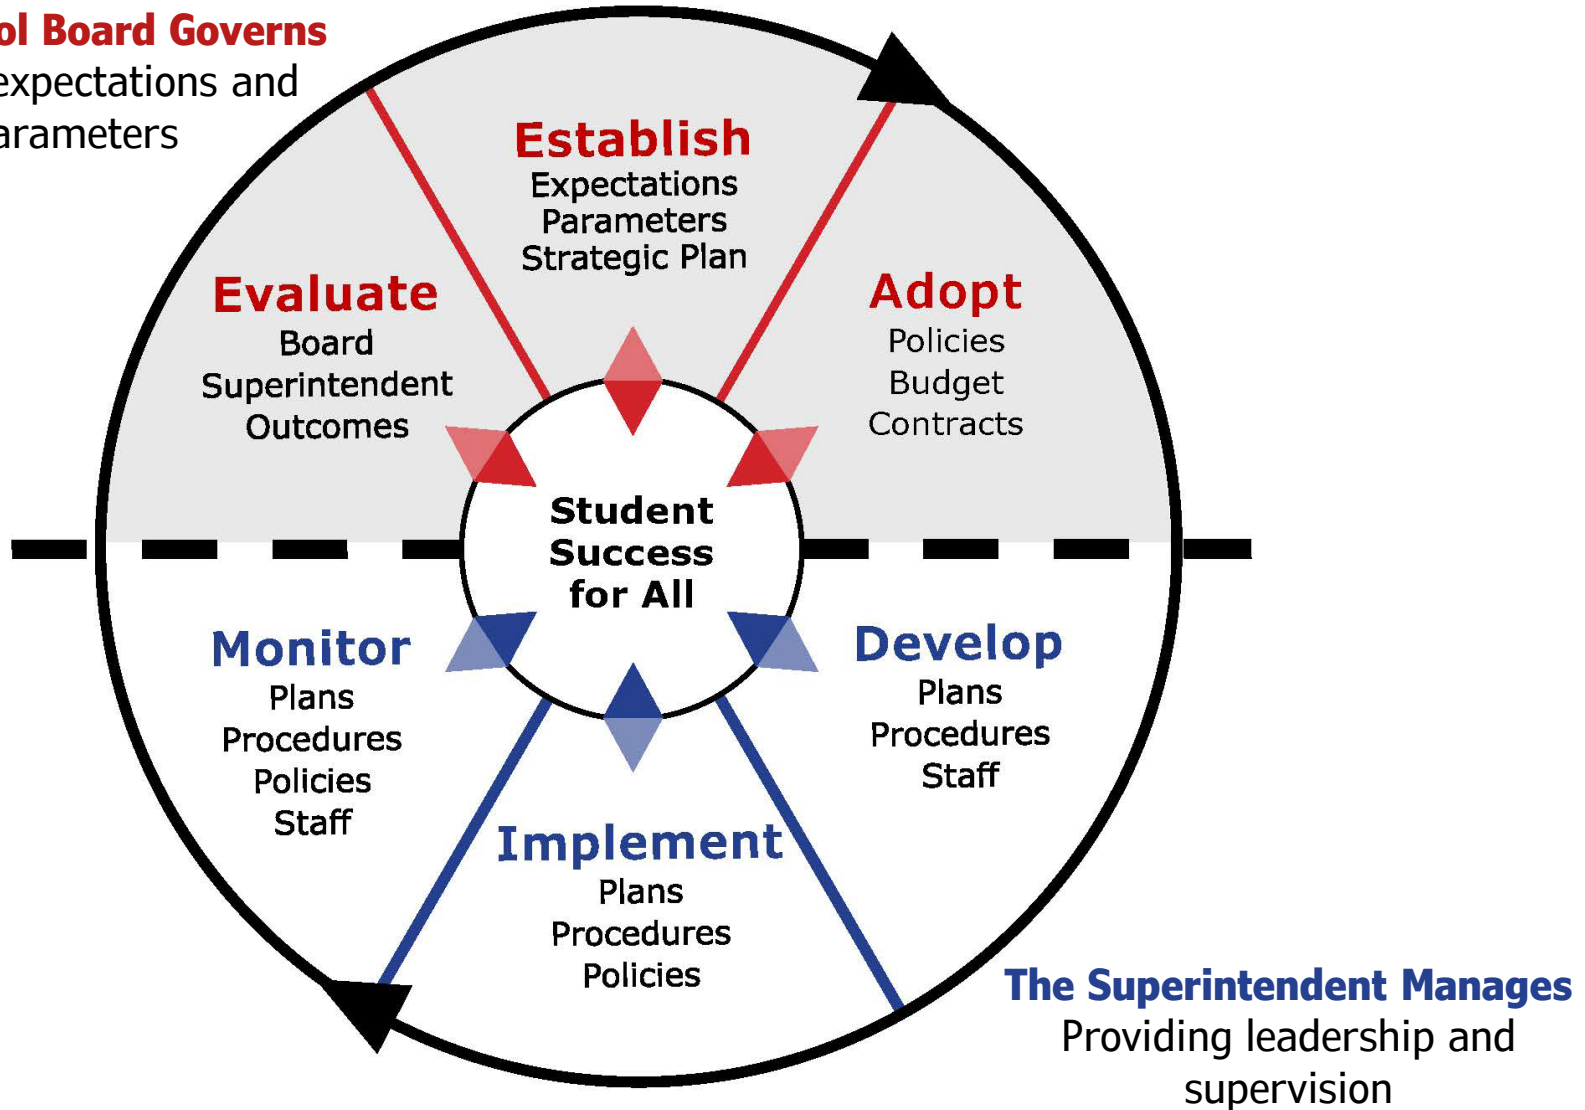 Board Governs
expectations and
Establish
Expectations
Parameters
Strategic Plan
Evaluate
Board
Superintendent
Outcomes
Adopt
Policies
Budget
Contracts
Student
Success
for All
Monitor
Plans
Procedures
Policies
Staff
Develop
Plans
Procedures
Staff
Implement
Plans
Procedures
Policies
The Superintendent Manages
Providing leadership and
supervision